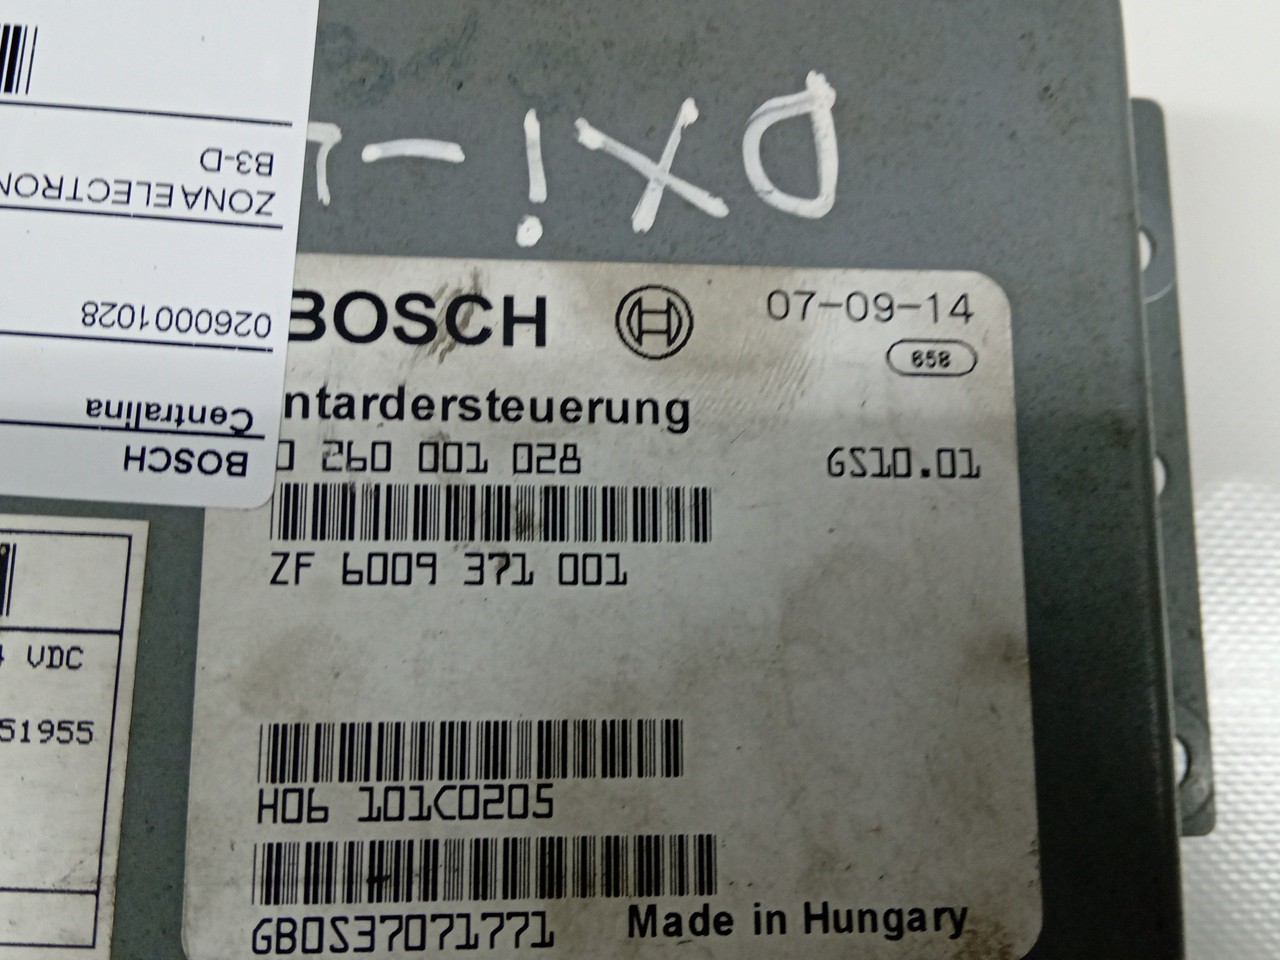 DXi-
BOSCH
07-09-14
658
ntardersteuerung
0 260 001 028
GS10.01
ZF 6009 371 001
H06 101C0205
GB0S37071771
Made in Hungary
BOSCH
Centralina
0260001028
ZONA ELECTRON
B3-D
VDC
51955